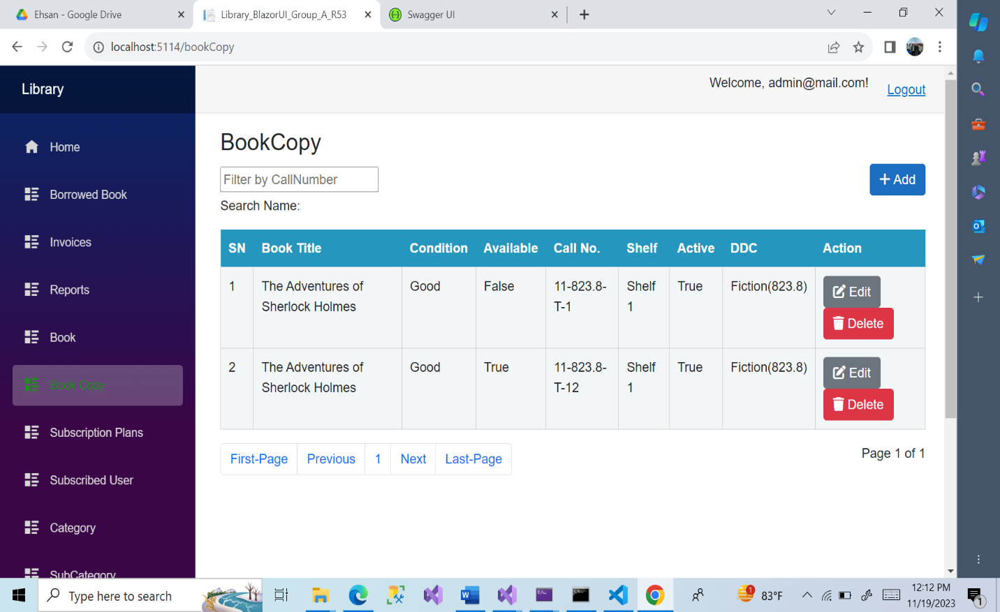 Ehsan - Google Drive
Library_BlazorUI_Group_A_R53
Swagger UI
localhost:5114/bookCopy
Library
Welcome, admin@mail.com!
Logout
Home
Borrowed Book
Invoices
Reports
Book
Book Copy
Subscription Plans
Subscribed User
Category
SubCategory
BookCopy
Filter by CallNumber
+ Add
Search Name:
SN Book Title Condition Available Call No. Shelf Active DDC Action
1 The Adventures of Good False 11-823.8- Shelf True Fiction(823.8) Edit
Sherlock Holmes T-1 1
Delete
2 The Adventures of Good True 11-823.8- Shelf True Fiction(823.8) Edit
Sherlock Holmes T-12 1
Delete
First-Page Previous 1 Next Last-Page
Page 1 of 1
Type here to search
1
83°F
12:12 PM
11/19/2023
1